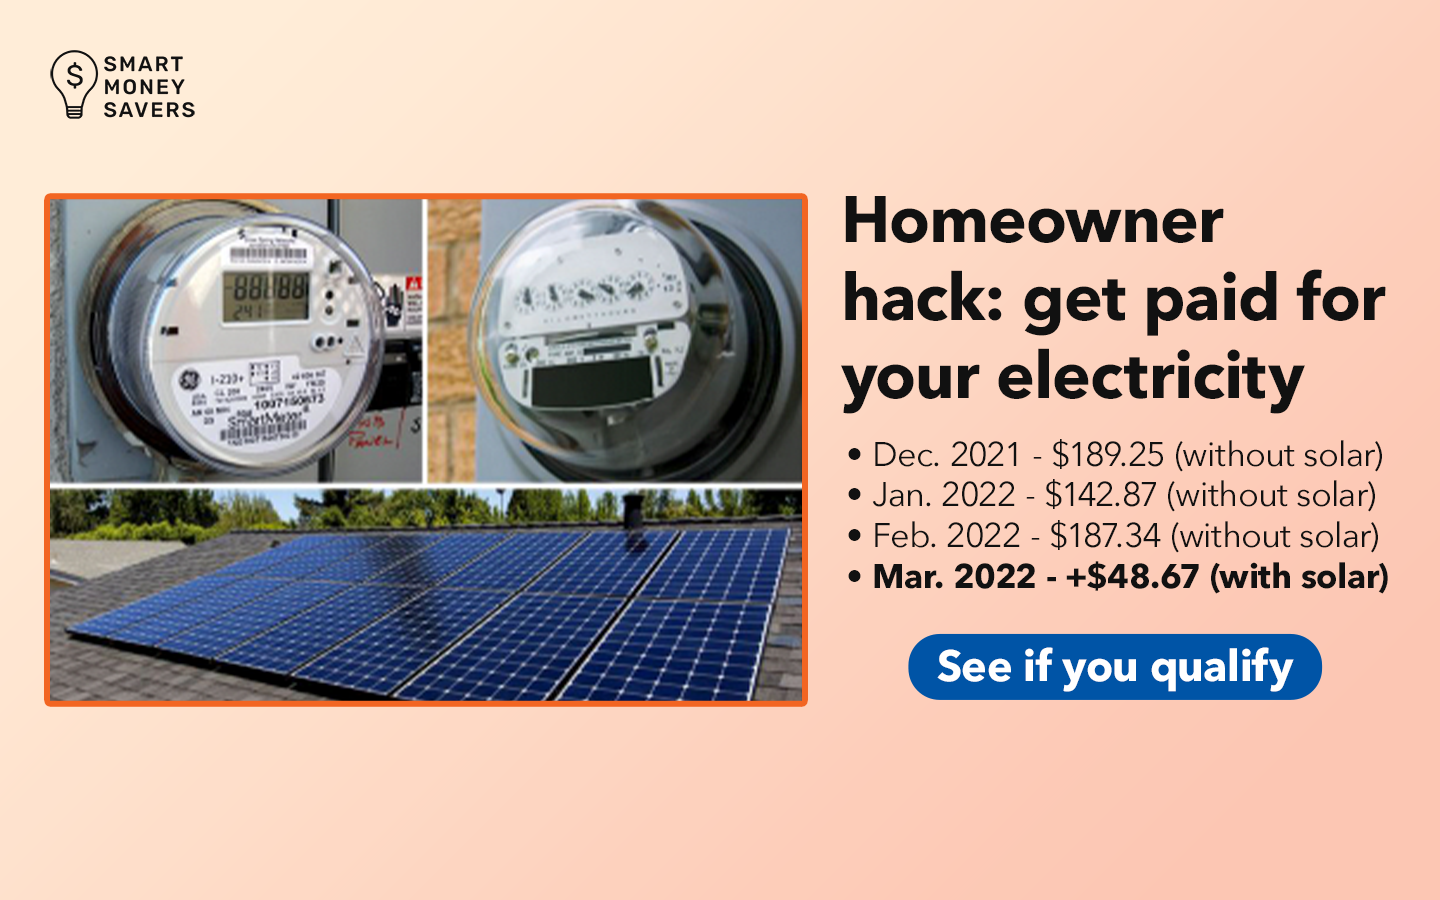 $
SMART
MONEY
SAVERS
Homeowner
hack: get paid for
your electricity
• Dec. 2021 - $189.25 (without solar)
• Jan. 2022 - $142.87 (without solar)
• Feb. 2022 - $187.34 (without solar)
• Mar. 2022 - +$48.67 (with solar)
See if you qualify
I-210+
SmartMeter